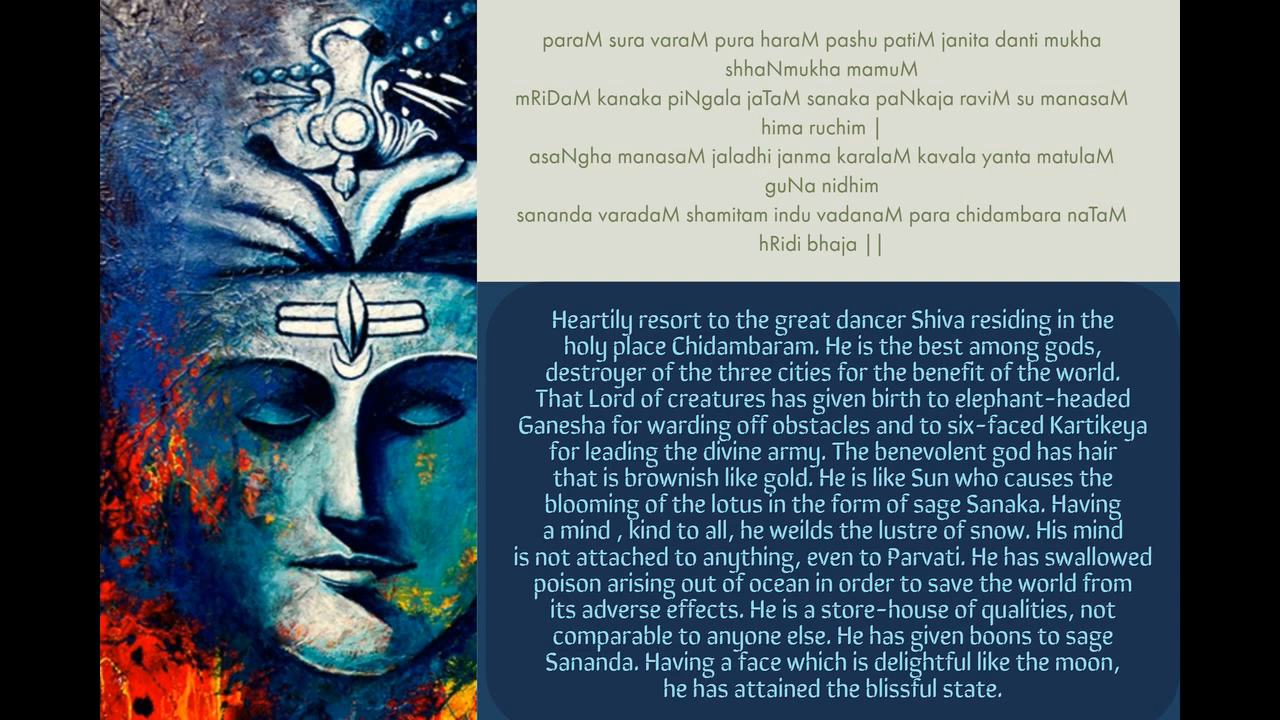 paraM sura varaM pura haraM pashu patiM janita danti mukha
shhaNmukha mamuM
mRiDaM kanaka piNgala jaTaM sanaka paNkaja raviM su manasaM
hima ruchim |
asaNgha manasaM jaladhi janma karalaM kavala yanta matulaM
guNa nidhim
sananda varadaM shamitam indu vadanaM para chidambara naTaM
hRidi bhaja ||
Heartily resort to the great dancer Shiva residing in the
holy place Chidambaram. He is the best among gods,
destroyer of the three cities for the benefit of the world.
That Lord of creatures has given birth to elephant-headed
Ganesha for warding off obstacles and to six-faced Kartikeya
for leading the divine army. The benevolent god has hair
that is brownish like gold. He is like Sun who causes the
blooming of the lotus in the form of sage Sanaka. Having
a mind , kind to all, he weilds the lustre of snow. His mind
is not attached to anything, even to Parvati. He has swallowed
poison arising out of ocean in order to save the world from
its adverse effects. He is a store-house of qualities, not
comparable to anyone else. He has given boons to sage
Sananda. Having a face which is delightful like the moon,
he has attained the blissful state.